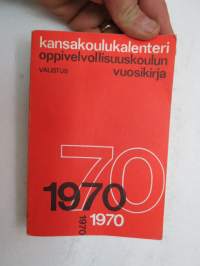 kansakoulukalenteri
oppivelvollisuuskoulun
VALISTUS vuosikirja
70
1970
1970
1970